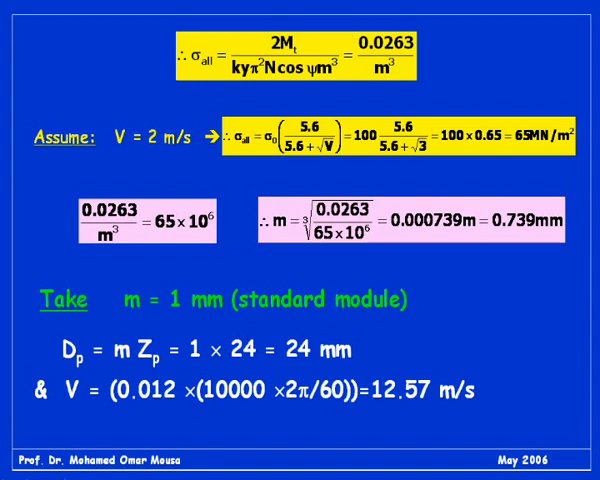 ∴ σall = 2Mt / kyπ²Ncos ψm³ = 0.0263 / m³
Assume: V = 2 m/s → ∴ σall = σ0(5.6 / 5.6 + √V) = 100 5.6 / 5.6 + √3 = 100 x 0.65 = 65MN / m²
0.0263 / m³ = 65 x 10⁶ ∴ m = ∛(0.0263 / 65 x 10⁶) = 0.000739m = 0.739mm
Take m = 1 mm (standard module)
Dp = m Zp = 1 × 24 = 24 mm
& V = (0.012 ×(10000 ×2π/60))=12.57 m/s
Prof. Dr. Mohamed Omar Mousa May 2006